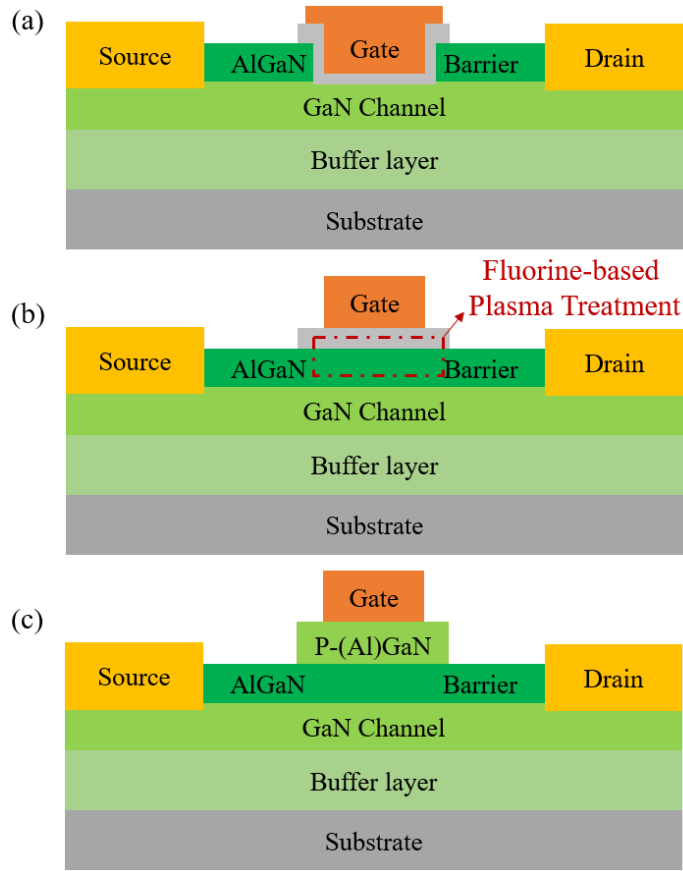 (a)
Gate
Source
AlGaN
Barrier
Drain
GaN Channel
Buffer layer
Substrate
Fluorine-based
Plasma Treatment
(b)
Gate
Source
AlGaN
Barrier
Drain
GaN Channel
Buffer layer
Substrate
(c)
Gate
P-(Al)GaN
Source
AlGaN
Barrier
Drain
GaN Channel
Buffer layer
Substrate